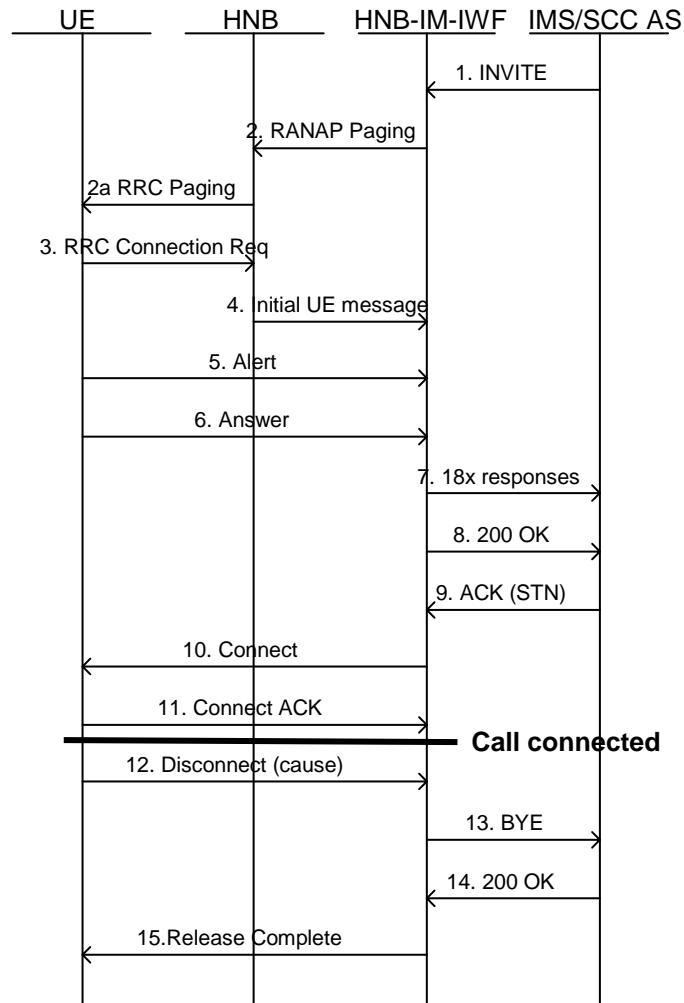 UE HNB HNB-IM-IWF IMS/SCC AS
1. INVITE
2. RANAP Paging
2a RRC Paging
3. RRC Connection Req
4. Initial UE message
5. Alert
6. Answer
7. 18x responses
8. 200 OK
9. ACK (STN)
10. Connect
11. Connect ACK
Call connected
12. Disconnect (cause)
13. BYE
14. 200 OK
15.Release Complete